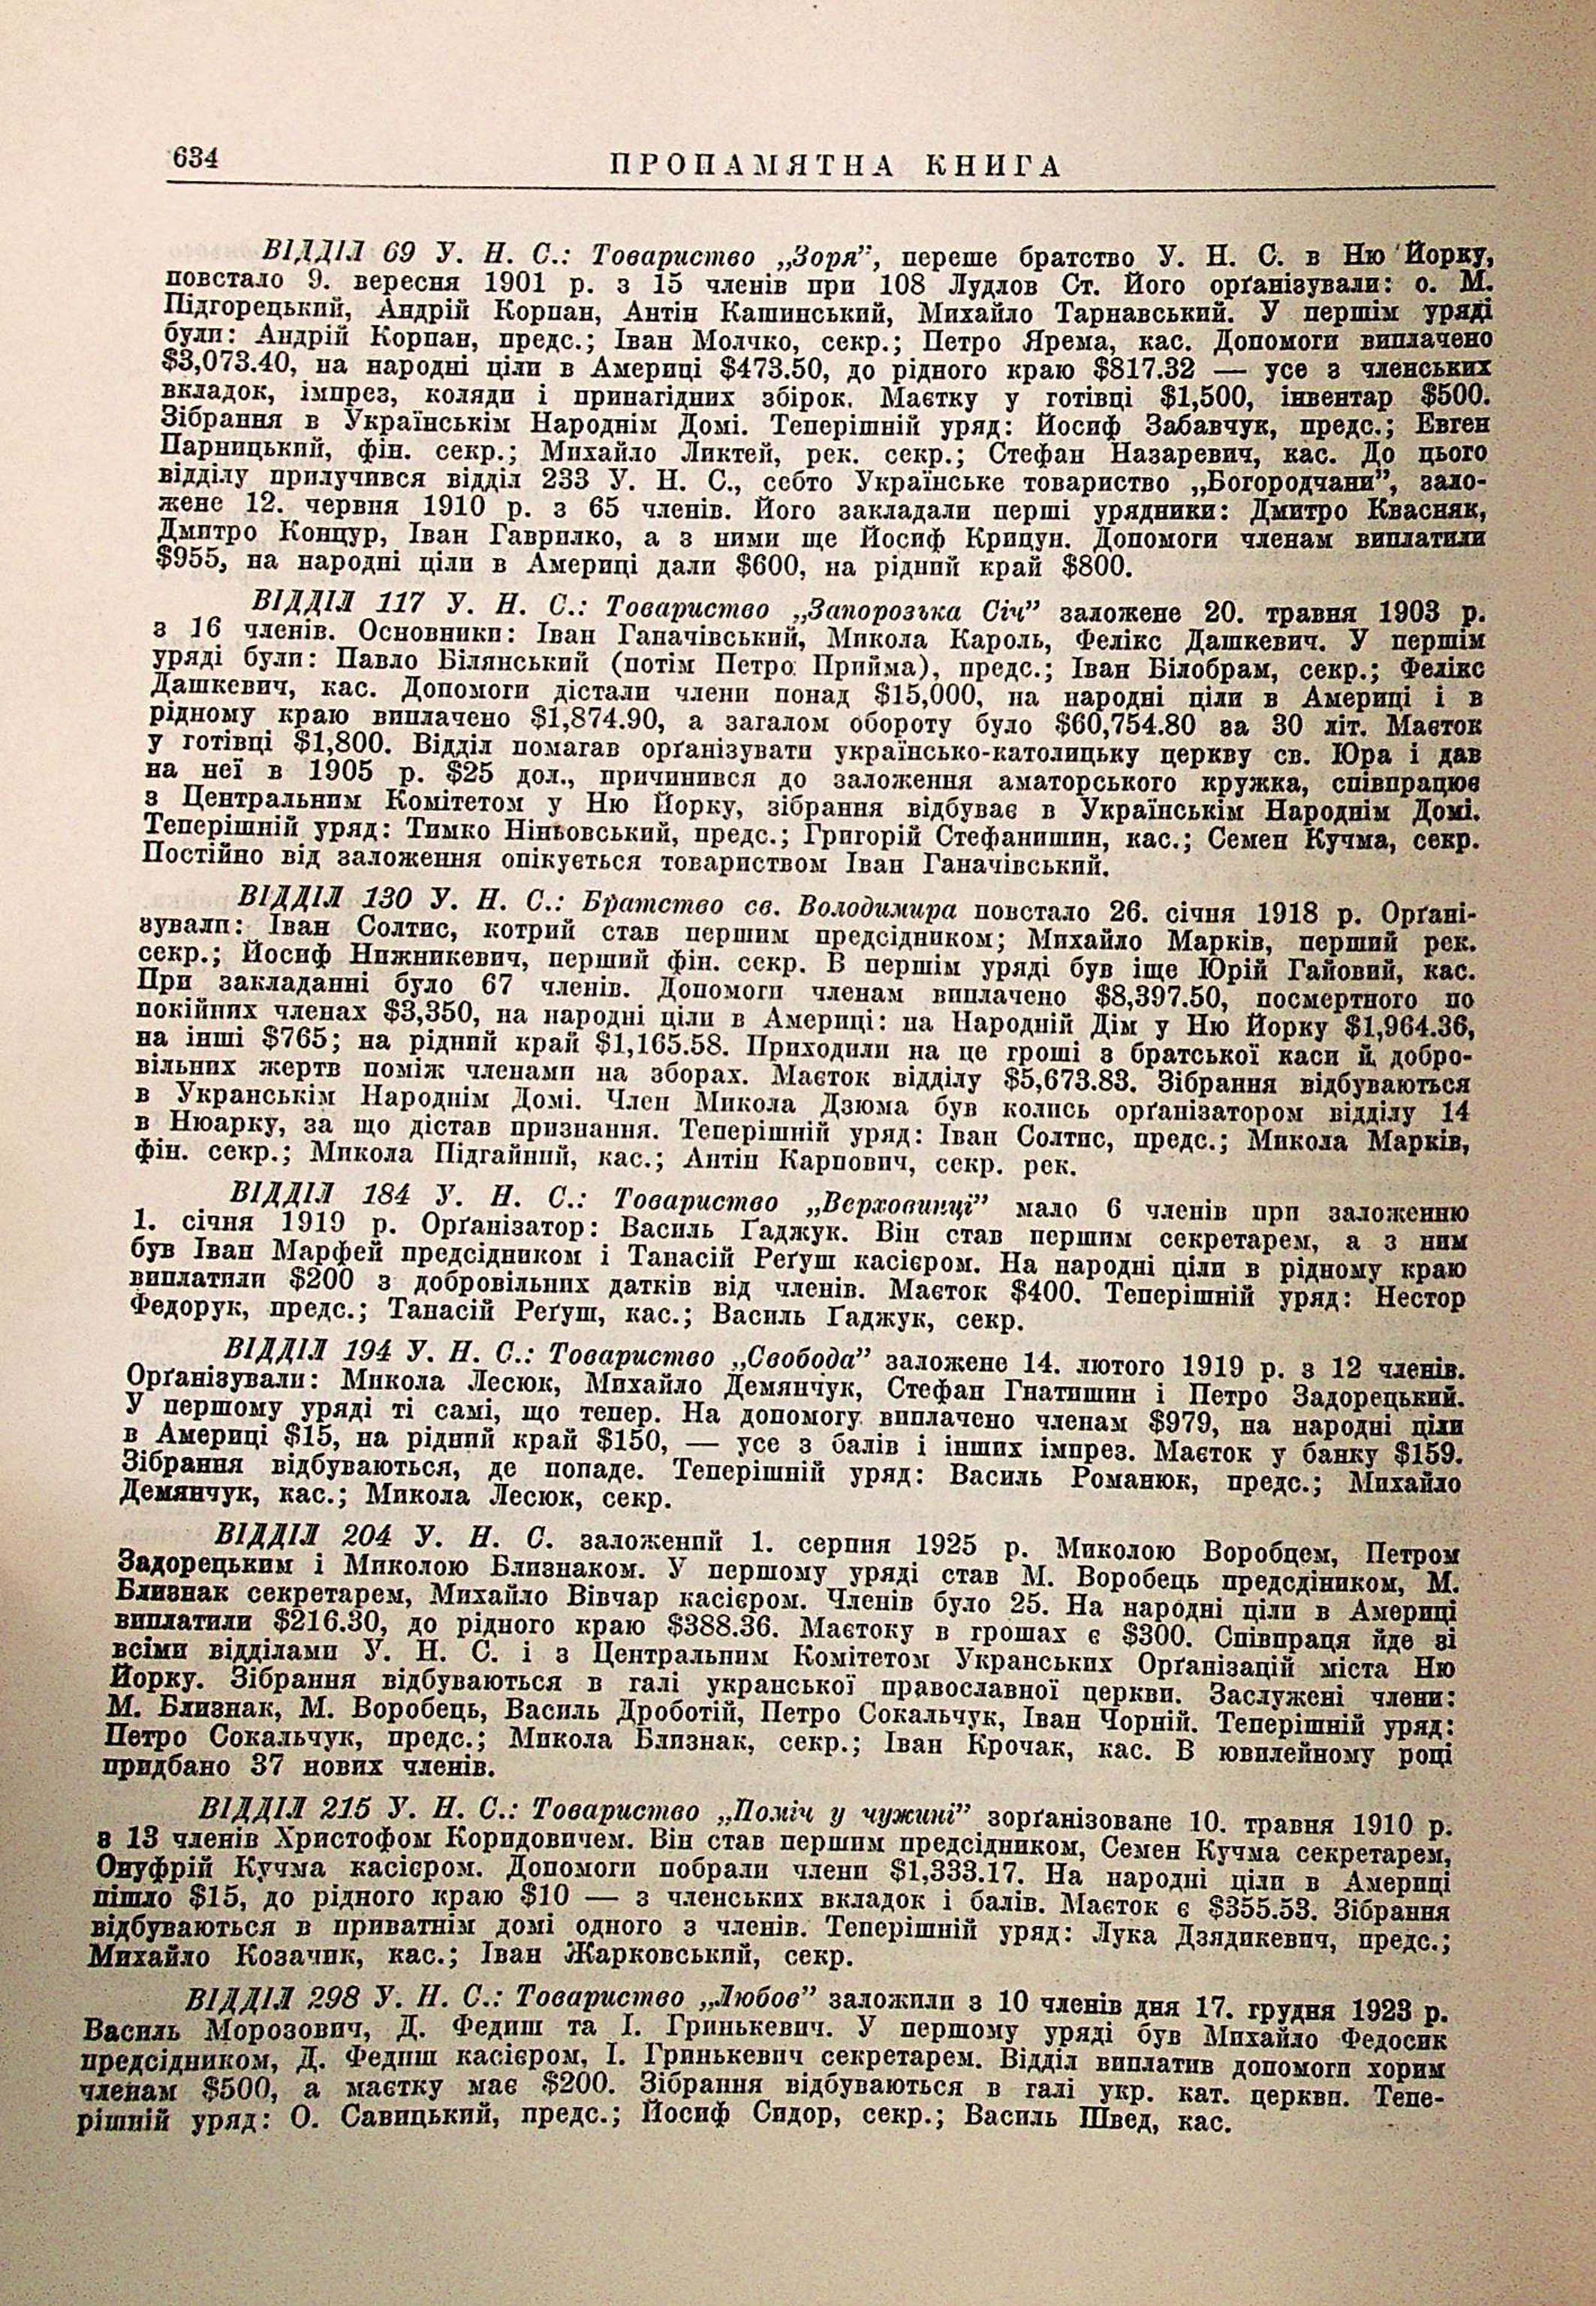 634
ПРОПАМЯТНА КНИГА
ВІДДІЛ 69 У. Н. С.: Товариство „Зоря”, переше братство У. Н. С. в Ню Йорку,
повстало 9. вересня 1901 р. з 15 членів при 108 Лудлов Ст. Його орґанізували: о. М.
Підгорецький, Андрій Корпан, Антін Кашинський, Михайло Тарнавський. У першім уряді
були: Андрій Корпан, предс.; Іван Молчко, секр.; Петро Ярема, кас. Допомоги виплачено
$3,073.40, на народні ціли в Америці $473.50, до рідного краю $817.32 — усе з членських
вкладок, імпрез, коляди і принагідних збірок. Маєтку у готівці $1,500, інвентар $500.
Зібрання в Українськім Народнім Домі. Теперішній уряд: Йосиф Забавчук, предс.; Евген
Парницький, фін. секр.; Михайло Ликтей, рек. секр.; Стефан Назаревич, кас. До цього
відділу прилучився відділ 233 У. Н. С., себто Українське товариство „Богородчани”, зало-
жене 12. червня 1910 р. з 65 членів. Його закладали перші урядники: Дмитро Квасняк,
Дмитро Концур, Іван Гаврилко, а з ними ще Йосиф Крицун. Допомоги членам виплатили
$955, на народні ціли в Америці дали $600, на рідний край $800.
ВІДДІЛ 117 У. Н. С.: Товариство „Запорозька Січ” заложене 20. травня 1903 р.
з 16 членів. Основники: Іван Ганачівський, Микола Кароль, Фелікс Дашкевич. У першім
уряді були: Павло Білянський (потім Петро Прийма), предс.; Іван Білобрам, секр.; Фелікс
Дашкевич, кас. Допомоги дістали члени понад $15,000, на народні ціли в Америці і в
рідному краю виплачено $1,874.90, а загалом обороту було $60,754.80 за 30 літ. Маєток
у готівці $1,800. Відділ помагав орґанізувати українсько-католицьку церкву св. Юра і дав
на неї в 1905 р. $25 дол., причинився до заложення аматорського кружка, співпрацює
з Центральним Комітетом у Ню Йорку, зібрання відбуває в Українськім Народнім Домі.
Теперішній уряд: Тимко Ніньовський, предс.; Григорій Стефанишин, кас.; Семен Кучма, секр.
Постійно від заложення опікується товариством Іван Ганачівський.
ВІДДІЛ 130 У. Н. С.: Братство св. Володимира повстало 26. січня 1918 р. Орґані-
зували: Іван Солтис, котрий став першим предсідником; Михайло Марків, перший рек.
секр.; Йосиф Нижникевич, перший фін. секр. В першім уряді був іще Юрій Гайовий, кас.
При закладанні було 67 членів. Допомоги членам виплачено $8,397.50, посмертного по
покійних членах $3,350, на народні ціли в Америці: на Народній Дім у Ню Йорку $1,964.36,
на інші $765; на рідний край $1,165.58. Приходили на це гроші з братської каси й добро-
вільних жертв поміж членами на зборах. Маєток відділу $5,673.83. Зібрання відбуваються
в Укранськім Народнім Домі. Член Микола Дзюма був колись орґанізатором відділу 14
в Нюарку, за що дістав признання. Теперішній уряд: Іван Солтис, предс.; Микола Марків,
фін. секр.; Микола Підгайний, кас.; Антін Карпович, секр. рек.
ВІДДІЛ 184 У. Н. С.: Товариство „Верховинці” мало 6 членів при заложенню
1. січня 1919 р. Орґанізатор: Василь Ґаджук. Він став першим секретарем, а з ним
був Іван Марфей предсідником і Танасій Реґуш касієром. На народні ціли в рідному краю
виплатили $200 з добровільних датків від членів. Маєток $400. Теперішній уряд: Нестор
Федорук, предс.; Танасій Реґуш, кас.; Василь Ґаджук, секр.
ВІДДІЛ 194 У. Н. С.: Товариство „Свобода” заложене 14. лютого 1919 р. з 12 членів.
Орґанізували: Микола Лесюк, Михайло Демянчук, Стефан Гнатишин і Петро Задорецький.
У першому уряді ті самі, що тепер. На допомогу виплачено членам $979, на народні ціли
в Америці $15, на рідний край $150, — усе з балів і інших імпрез. Маєток у банку $159.
Зібрання відбуваються, де попаде. Теперішній уряд: Василь Романюк, предс.; Михайло
Демянчук, кас.; Микола Лесюк, секр.
ВІДДІЛ 204 У. Н. С. заложений 1. серпня 1925 р. Миколою Воробцем, Петром
Задорецьким і Миколою Близнаком. У першому уряді став М. Воробець предсдіником, М.
Близнак секретарем, Михайло Вівчар касієром. Членів було 25. На народні ціли в Америці
виплатили $216.30, до рідного краю $388.36. Маєтоку в грошах є $300. Співпраця йде зі
всіми відділами У. Н. С. і з Центральним Комітетом Укранських Орґанізацій міста Ню
Йорку. Зібрання відбуваються в галі укранської православної церкви. Заслужені члени:
М. Близнак, М. Воробець, Василь Дроботій, Петро Сокальчук, Іван Чорній. Теперішній уряд:
Петро Сокальчук, предс.; Микола Близнак, секр.; Іван Крочак, кас. В ювилейному році
придбано 37 нових членів.
ВІДДІЛ 215 У. Н. С.: Товариство „Поміч у чужині” зорґанізоване 10. травня 1910 р.
з 13 членів Христофом Коридовичем. Він став першим предсідником, Семен Кучма секретарем,
Онуфрій Кучма касієром. Допомоги побрали члени $1,333.17. На народні ціли в Америці
пішло $15, до рідного краю $10 — з членських вкладок і балів. Маєток є $355.53. Зібрання
відбуваються в приватнім домі одного з членів. Теперішній уряд: Лука Дзядикевич, предс.;
Михайло Козачик, кас.; Іван Жарковський, секр.
ВІДДІЛ 298 У. Н. С.: Товариство „Любов” заложили з 10 членів дня 17. грудня 1923 р.
Василь Морозович, Д. Федиш та І. Гринькевич. У першому уряді був Михайло Федосик
предсідником, Д. Федиш касієром, І. Гринькевич секретарем. Відділ виплатив допомоги хорим
членам $500, а маєтку має $200. Зібрання відбуваються в галі укр. кат. церкви. Тепе-
рішній уряд: О. Савицький, предс.; Йосиф Сидор, секр.; Василь Швед, кас.